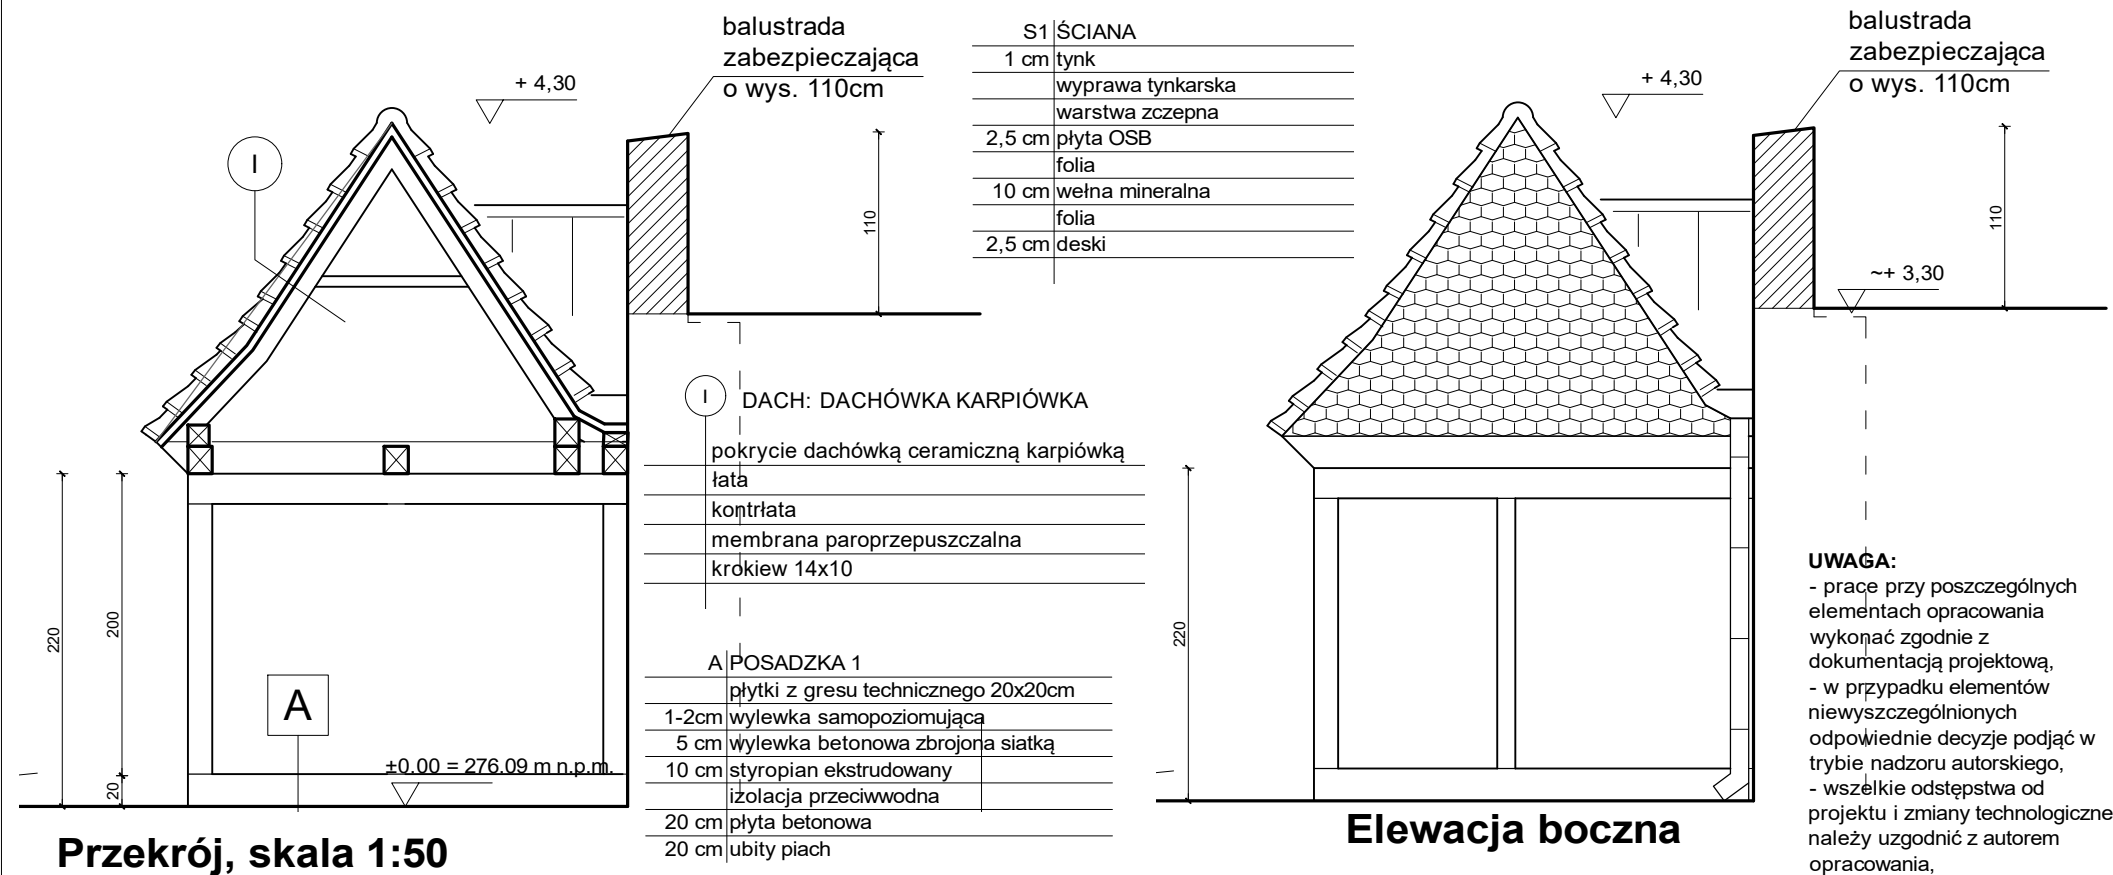 balustrada
zabezpieczająca
o wys. 110cm
+ 4,30
I
110
220
200
20
A
±0.00 = 276.09 m n.p.m.
Przekrój, skala 1:50
S1 ŚCIANA
1 cm tynk
wyprawa tynkarska
warstwa zczepna
2,5 cm płyta OSB
folia
10 cm wełna mineralna
folia
2,5 cm deski
I DACH: DACHÓWKA KARPIÓWKA
pokrycie dachówką ceramiczną karpiówką
łata
kontrłata
membrana paroprzepuszczalna
krokiew 14x10
A POSADZKA 1
płytki z gresu technicznego 20x20cm
1-2cm wylewka samopoziomująca
5 cm wylewka betonowa zbrojona siatką
10 cm styropian ekstrudowany
izolacja przeciwwodna
20 cm płyta betonowa
20 cm ubity piach
balustrada
zabezpieczająca
o wys. 110cm
+ 4,30
110
~+ 3,30
220
Elewacja boczna
UWAGA:
- prace przy poszczególnych
elementach opracowania
wykonać zgodnie z
dokumentacją projektową,
- w przypadku elementów
niewyszczególnionych
odpowiednie decyzje podjąć w
trybie nadzoru autorskiego,
- wszelkie odstępstwa od
projektu i zmiany technologiczne
należy uzgodnić z autorem
opracowania,